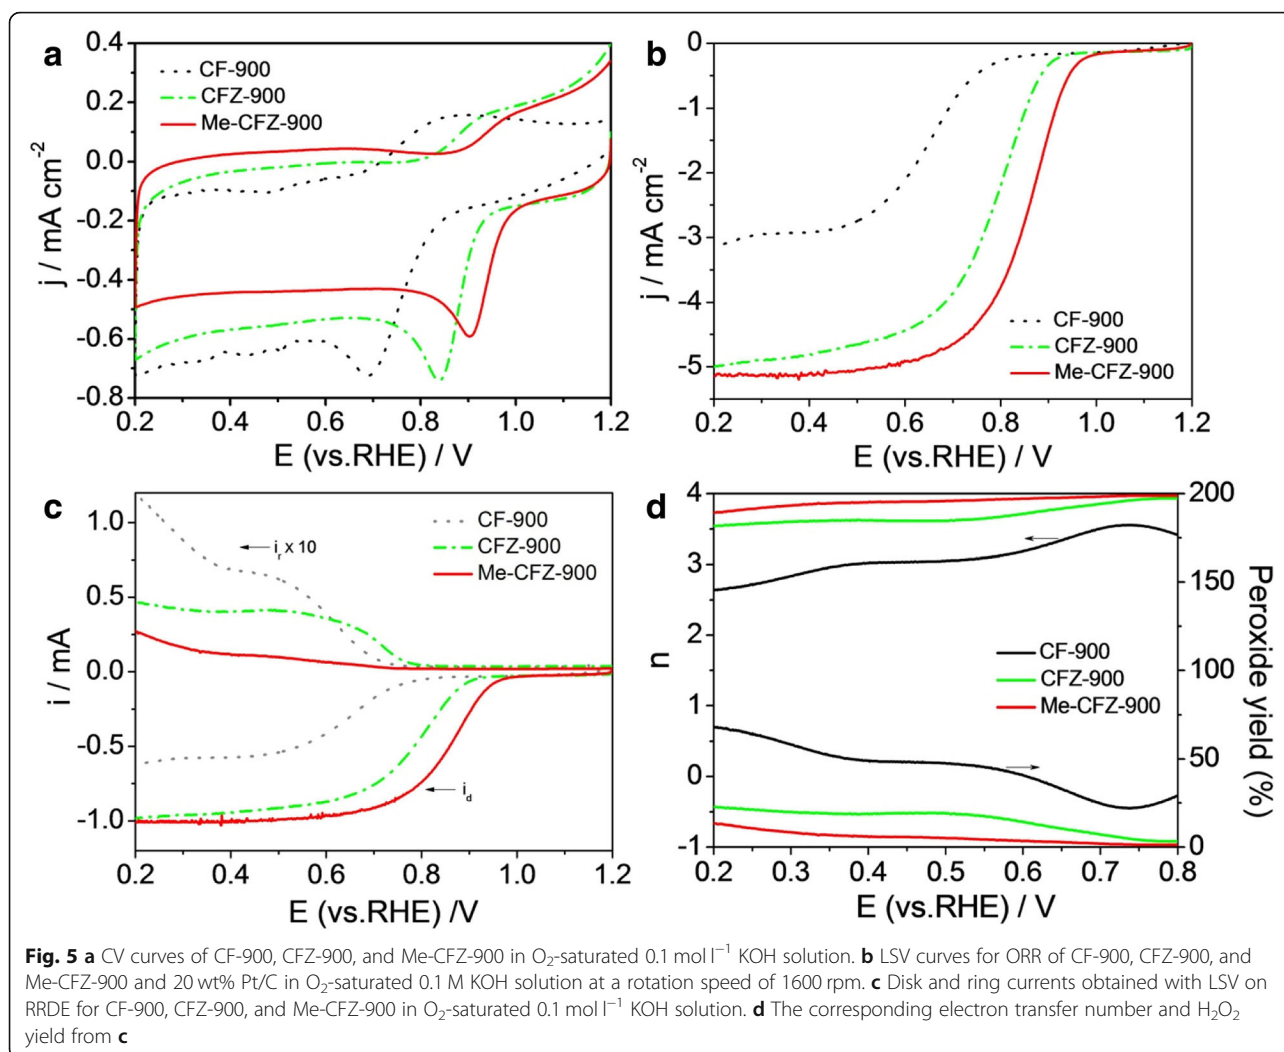 a
0.4
0.2
0.0
-0.2
-0.4
-0.6
-0.8
j / mA cm⁻²
CF-900
CFZ-900
Me-CFZ-900
0.2 0.4 0.6 0.8 1.0 1.2
E (vs.RHE) / V
b
0
-1
-2
-3
-4
-5
j / mA cm⁻²
CF-900
CFZ-900
Me-CFZ-900
0.2 0.4 0.6 0.8 1.0 1.2
E (vs.RHE) / V
c
1.0
0.5
0.0
-0.5
-1.0
i / mA
CF-900
CFZ-900
Me-CFZ-900
iᵣ x 10
i_d
0.2 0.4 0.6 0.8 1.0 1.2
E (vs.RHE) /V
d
4
3
2
1
0
-1
n
200
150
100
50
0
Peroxide yield (%)
CF-900
CFZ-900
Me-CFZ-900
0.2 0.3 0.4 0.5 0.6 0.7 0.8
E (vs.RHE) / V
Fig. 5 a CV curves of CF-900, CFZ-900, and Me-CFZ-900 in O₂-saturated 0.1 mol l⁻¹ KOH solution. b LSV curves for ORR of CF-900, CFZ-900, and
Me-CFZ-900 and 20 wt% Pt/C in O₂-saturated 0.1 M KOH solution at a rotation speed of 1600 rpm. c Disk and ring currents obtained with LSV on
RRDE for CF-900, CFZ-900, and Me-CFZ-900 in O₂-saturated 0.1 mol l⁻¹ KOH solution. d The corresponding electron transfer number and H₂O₂
yield from c